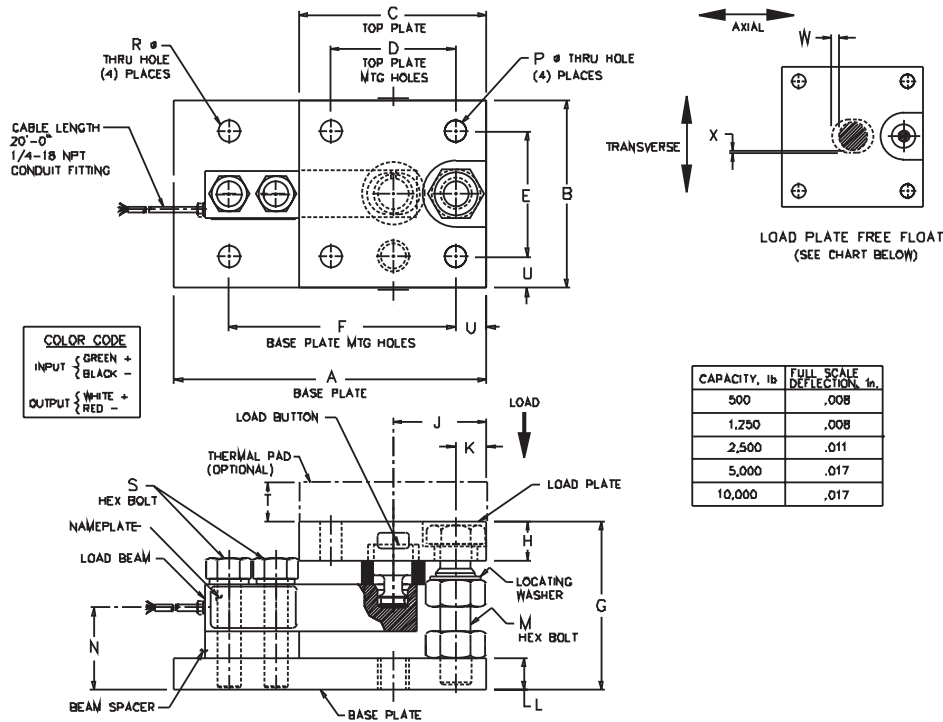 C
TOP PLATE
D
TOP PLATE
MTG HOLES
R ø
THRU HOLE
(4) PLACES
P ø THRU HOLE
(4) PLACES
CABLE LENGTH
20'-0"
1/4-18 NPT
CONDUIT FITTING
E
B
U
F
BASE PLATE MTG HOLES
U
A
BASE PLATE
AXIAL
W
X
TRANSVERSE
LOAD PLATE FREE FLOAT
(SEE CHART BELOW)
COLOR CODE
INPUT { GREEN +
BLACK -
OUTPUT { WHITE +
RED -
CAPACITY, lb FULL SCALE DEFLECTION, in.
500 .008
1,250 .008
2,500 .011
5,000 .017
10,000 .017
LOAD BUTTON
J
LOAD
K
THERMAL PAD
(OPTIONAL)
T
LOAD PLATE
S
HEX BOLT
NAMEPLATE
LOAD BEAM
H
LOCATING
WASHER
G
M
HEX BOLT
N
L
BEAM SPACER
BASE PLATE